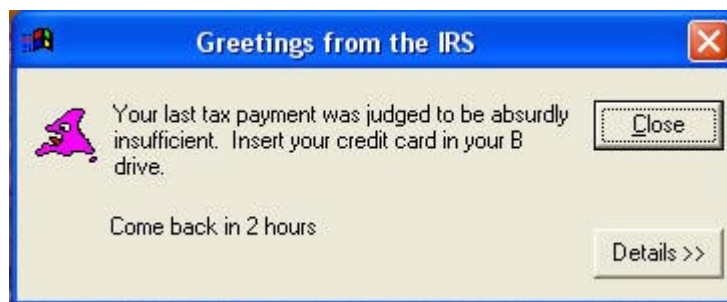 Greetings from the IRS
Your last tax payment was judged to be absurdly
insufficient.  Insert your credit card in your B
drive.
Close
Come back in 2 hours
Details >>